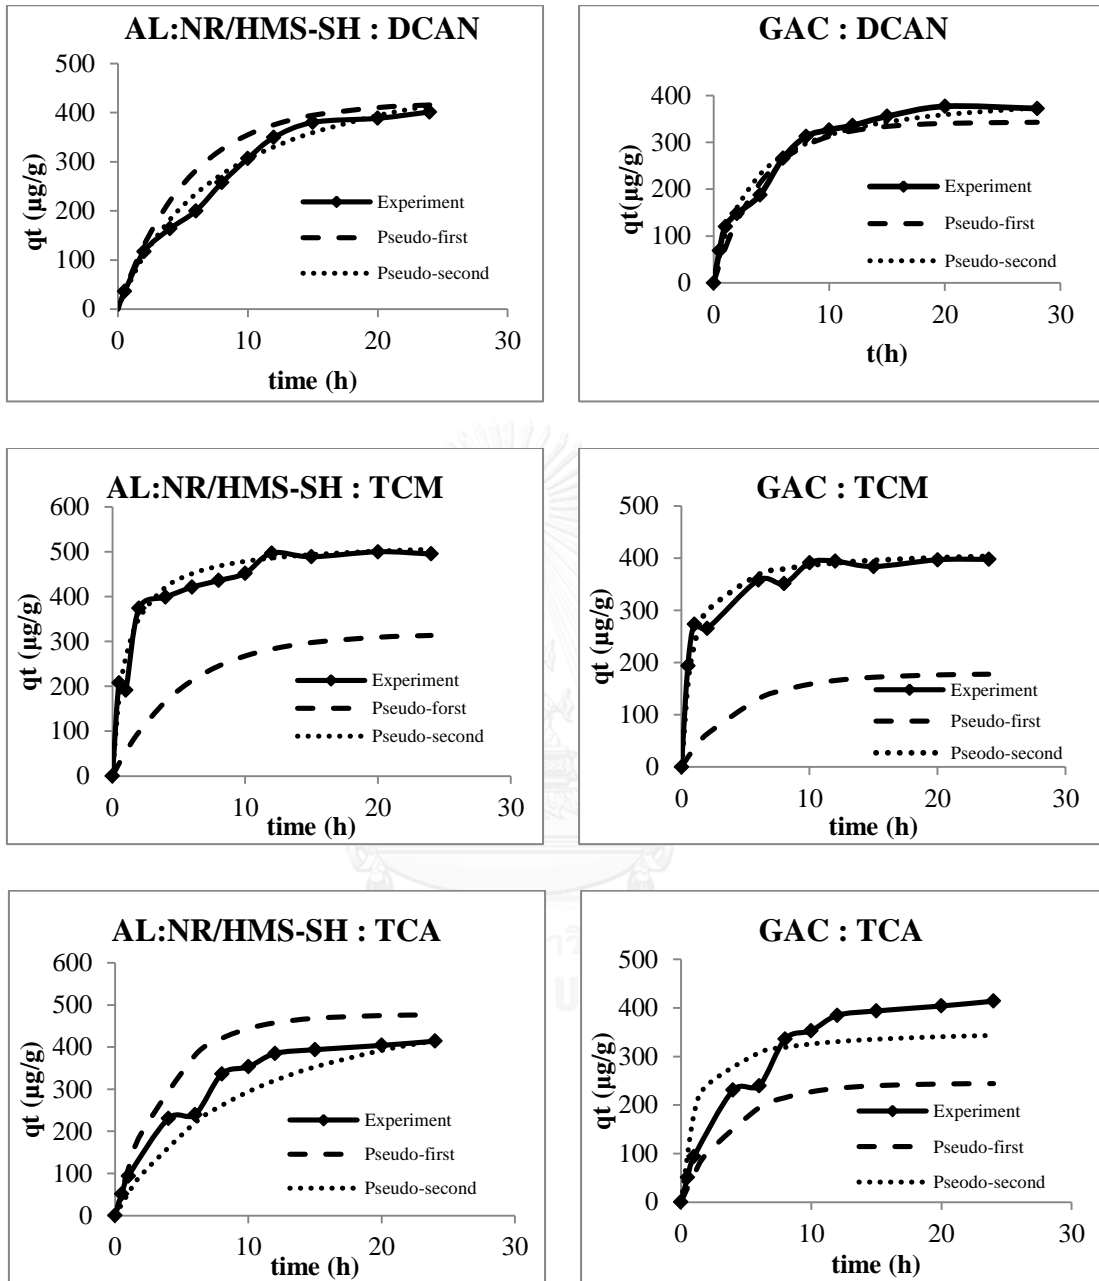 AL:NR/HMS-SH : DCAN
500
400
300
200
100
0
qt (µg/g)
Experiment
Pseudo-first
Pseudo-second
0 10 20 30
time (h)
GAC : DCAN
400
300
200
100
0
qt(µg/g)
Experiment
Pseudo-first
Pseudo-second
0 10 20 30
t(h)
AL:NR/HMS-SH : TCM
600
500
400
300
200
100
0
qt (µg/g)
Experiment
Pseudo-forst
Pseudo-second
0 10 20 30
time (h)
GAC : TCM
500
400
300
200
100
0
qt (µg/g)
Experiment
Pseudo-first
Pseodo-second
0 10 20 30
time (h)
AL:NR/HMS-SH : TCA
600
500
400
300
200
100
0
qt (µg/g)
Experiment
Pseudo-first
Pseudo-second
0 10 20 30
time (h)
GAC : TCA
500
400
300
200
100
0
qt (µg/g)
Experiment
Pseudo-first
Pseodo-second
0 10 20 30
time (h)